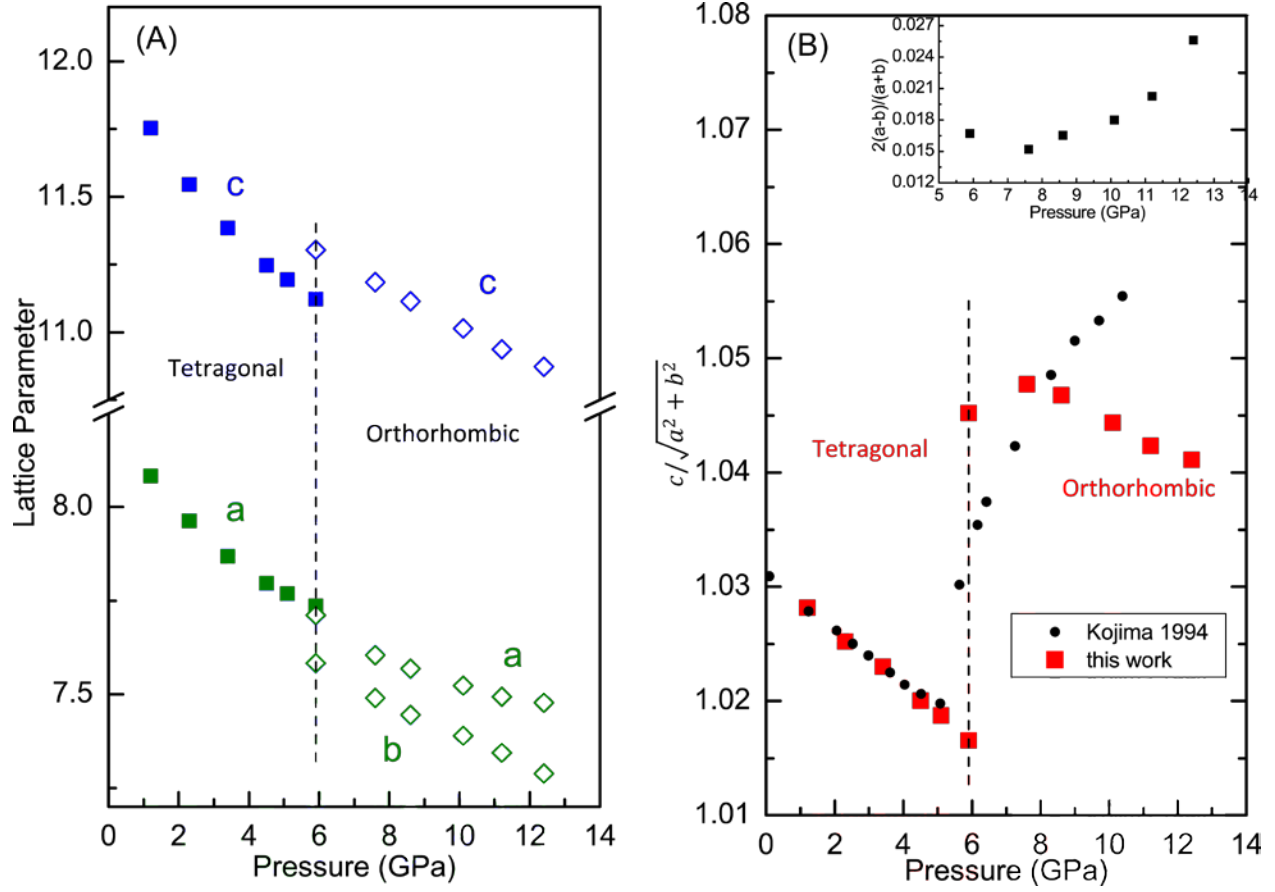 (A)
12.0
11.5
11.0
8.0
7.5
Lattice Parameter
c
c
Tetragonal
Orthorhombic
a
a
b
0 2 4 6 8 10 12 14
Pressure (GPa)
(B)
1.08
1.07
1.06
1.05
1.04
1.03
1.02
1.01
c/√a² + b²
0.027
0.024
0.021
0.018
0.015
0.012
2(a-b)/(a+b)
5 6 7 8 9 10 11 12 13 14
Pressure (GPa)
Tetragonal
Orthorhombic
Kojima 1994
this work
0 2 4 6 8 10 12 14
Pressure (GPa)